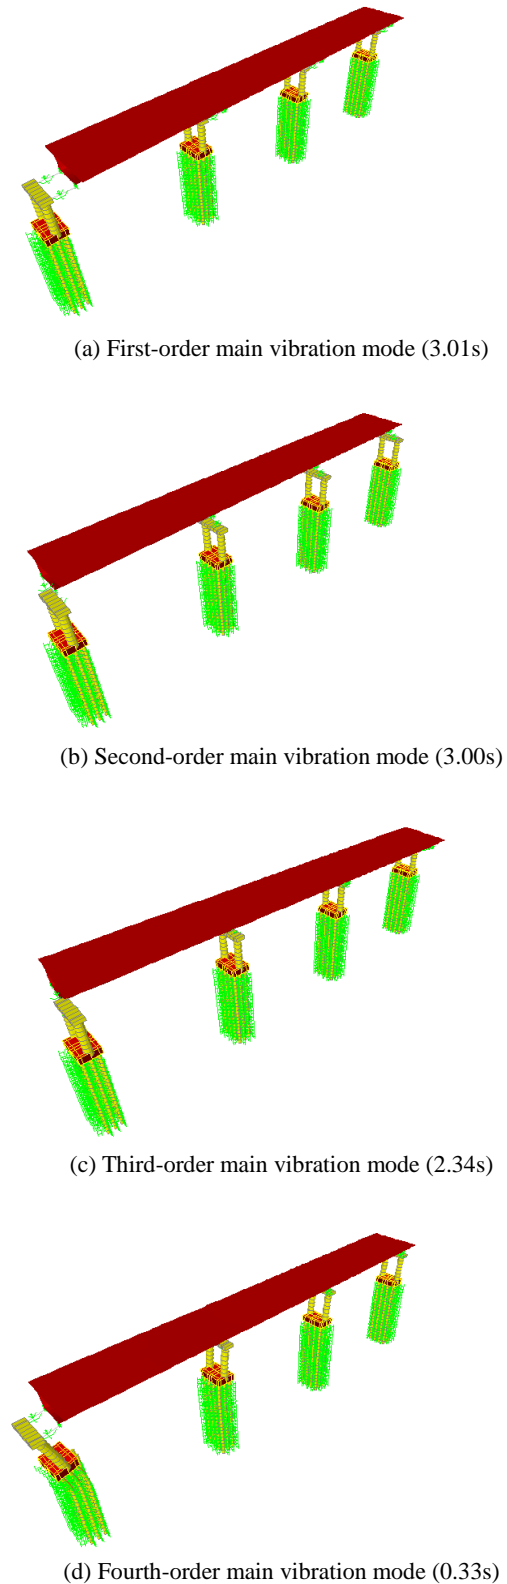 (a) First-order main vibration mode (3.01s)
(b) Second-order main vibration mode (3.00s)
(c) Third-order main vibration mode (2.34s)
(d) Fourth-order main vibration mode (0.33s)